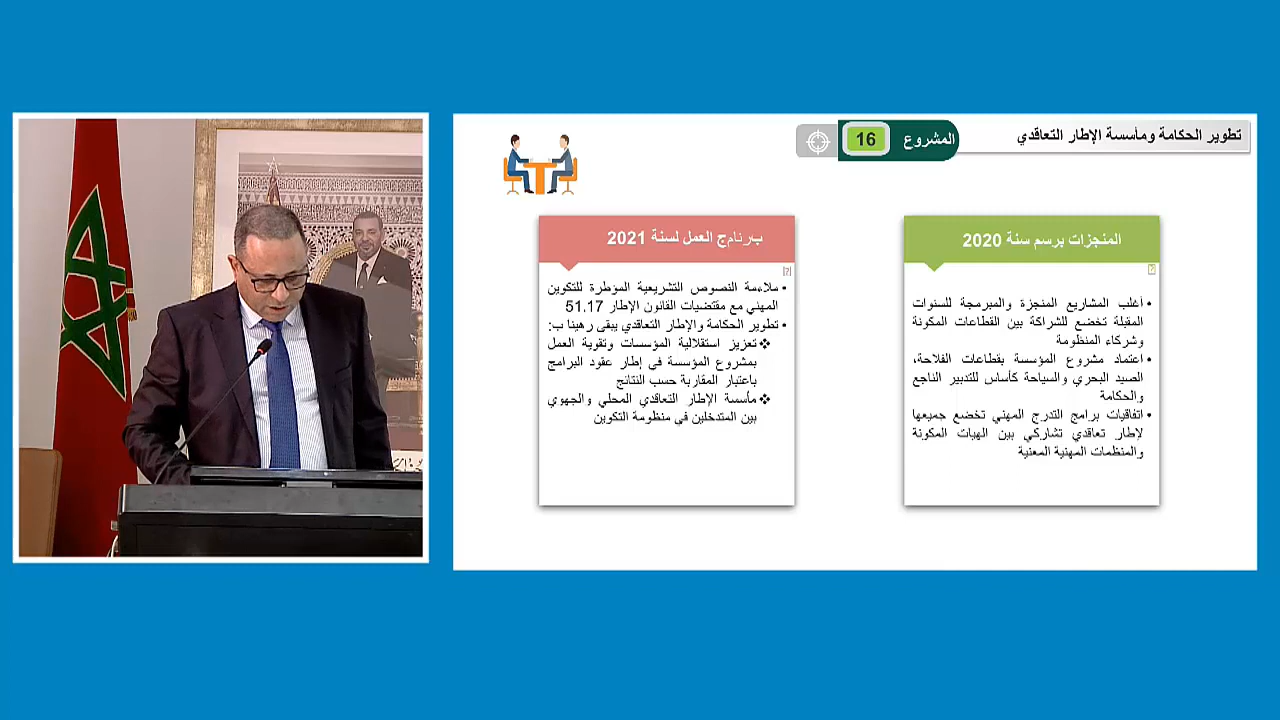 تطوير الحكامة ومأسسة الإطار التعاقدي
المشروع 16
المنجزات برسم سنة 2020
• أغلب المشاريع المنجزة والمبرمجة للسنوات
المقبلة تخضع للشراكة بين القطاعات المكونة
وشركاء المنظومة
• اعتماد مشروع المؤسسة بقطاعات الفلاحة،
الصيد البحري والسياحة كأساس للتدبير الناجع
والحكامة
• اتفاقيات برامج التدرج المهني تخضع جميعها
لإطار تعاقدي تشاركي بين الهيات المكونة
والمنظمات المهنية المعنية
برنامج العمل لسنة 2021
• ملاءمة النصوص التشريعية المؤطرة للتكوين
المهني مع مقتضيات القانون الإطار 51.17
• تطوير الحكامة والإطار التعاقدي يبقى رهينا ب:
❖ تعزيز استقلالية المؤسسات وتقوية العمل
بمشروع المؤسسة في إطار عقود البرامج
باعتبار المقاربة حسب النتائج
❖ مأسسة الإطار التعاقدي المحلي والجهوي
بين المتدخلين في منظومة التكوين